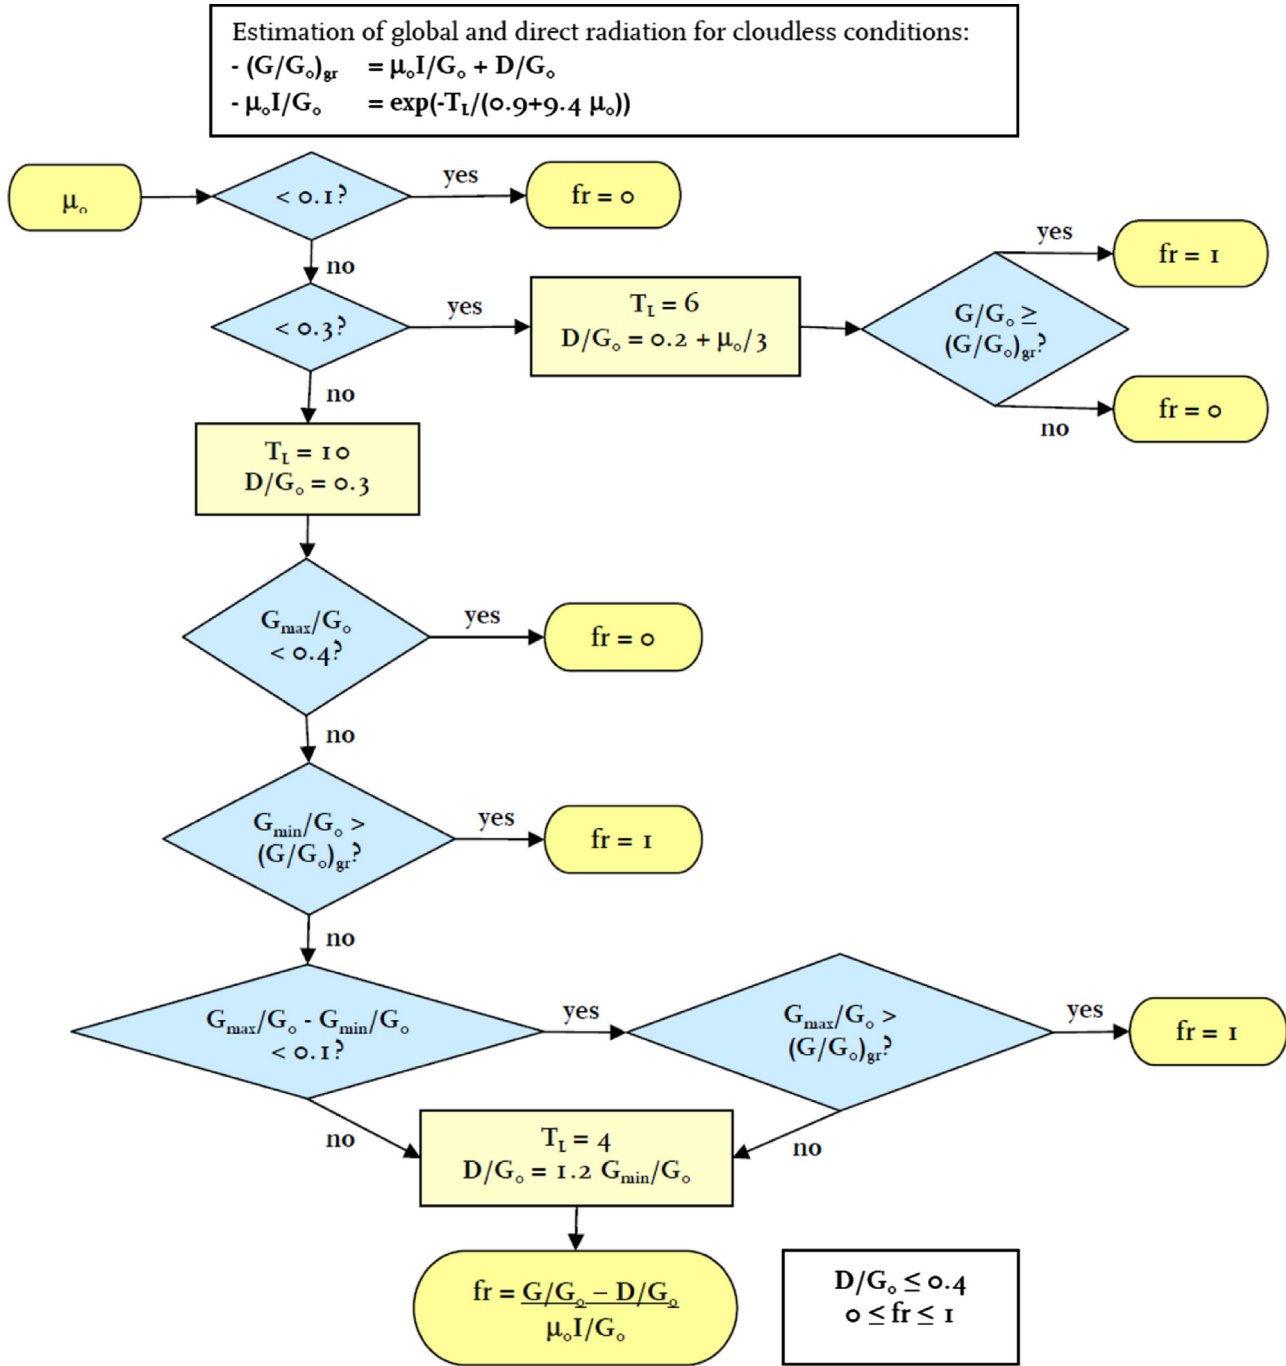 Estimation of global and direct radiation for cloudless conditions:
- (G/G₀)gr = μ₀I/G₀ + D/G₀
- μ₀I/G₀ = exp(-T_L/(0.9+9.4 μ₀))
μ₀
< 0.1?
yes
fr = 0
no
< 0.3?
yes
T_L = 6
D/G₀ = 0.2 + μ₀/3
G/G₀ ≥
(G/G₀)gr?
yes
fr = 1
no
fr = 0
no
T_L = 10
D/G₀ = 0.3
Gmax/G₀
< 0.4?
yes
fr = 0
no
Gmin/G₀ >
(G/G₀)gr?
yes
fr = 1
no
Gmax/G₀ - Gmin/G₀
< 0.1?
yes
Gmax/G₀ >
(G/G₀)gr?
yes
fr = 1
no
no
T_L = 4
D/G₀ = 1.2 Gmin/G₀
fr = G/G₀ – D/G₀
μ₀I/G₀
D/G₀ ≤ 0.4
0 ≤ fr ≤ 1